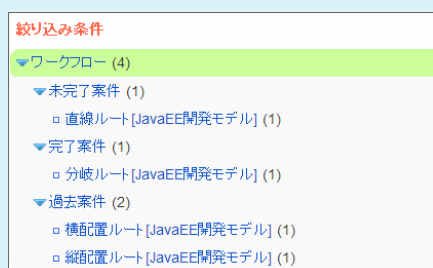 絞り込み条件
ワークフロー (4)
未完了案件 (1)
直線ルート[JavaEE開発モデル] (1)
完了案件 (1)
分岐ルート[JavaEE開発モデル] (1)
過去案件 (2)
横配置ルート[JavaEE開発モデル] (1)
縦配置ルート[JavaEE開発モデル] (1)